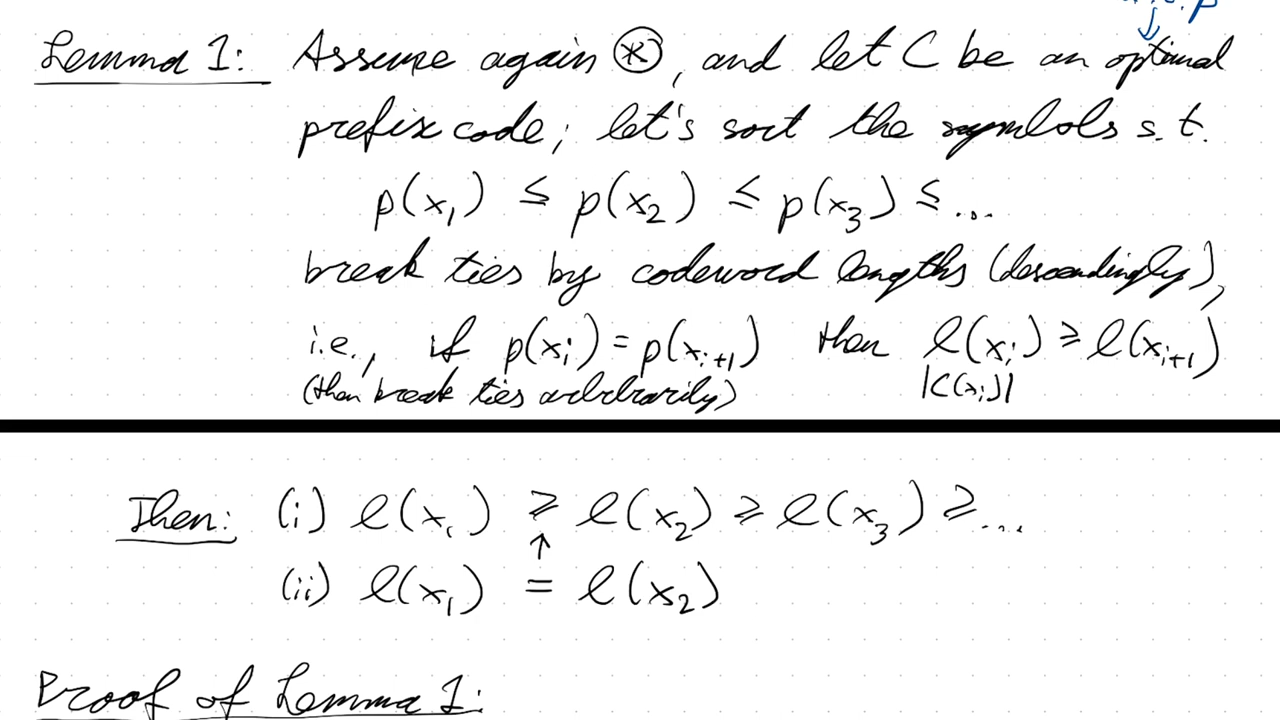 Lemma 1: Assume again ⊛, and let C be an optimal
prefix code; let's sort the symbols s.t.
p(x₁) ≤ p(x₂) ≤ p(x₃) ≤ ...
break ties by codeword lengths (descendingly),
i.e., if p(xᵢ) = p(xᵢ₊₁) then ℓ(xᵢ) ≥ ℓ(xᵢ₊₁)
(then break ties arbitrarily) |C(xᵢ)|
Then: (i) ℓ(x₁) ≥ ℓ(x₂) ≥ ℓ(x₃) ≥ ...
↑
(ii) ℓ(x₁) = ℓ(x₂)
Proof of Lemma 1: